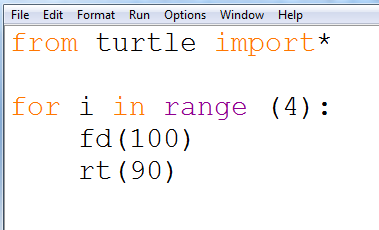 File Edit Format Run Options Window Help
from turtle import*
for i in range (4):
    fd(100)
    rt(90)